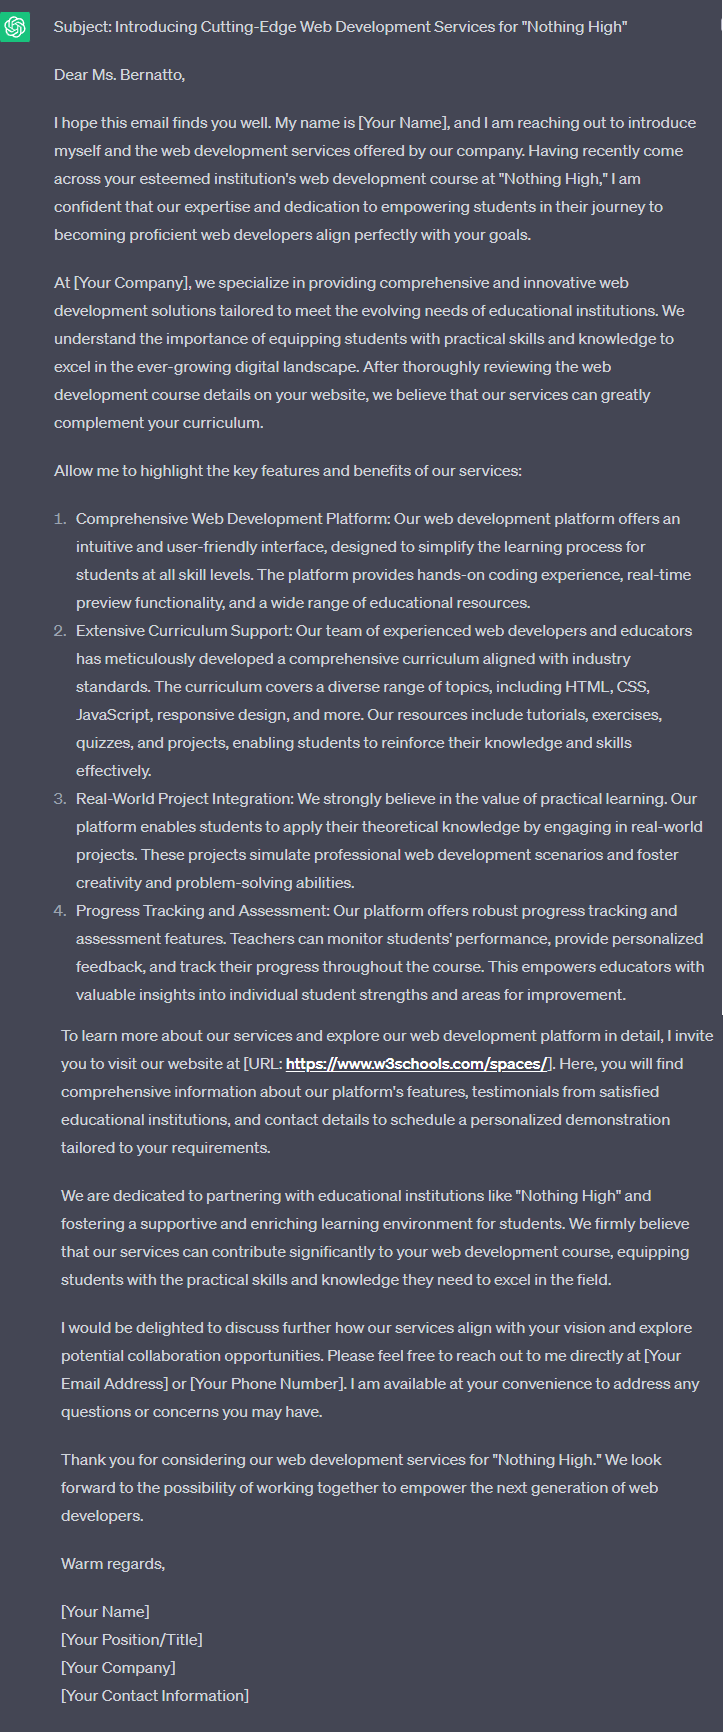 Subject: Introducing Cutting-Edge Web Development Services for "Nothing High"
Dear Ms. Bernatto,
I hope this email finds you well. My name is [Your Name], and I am reaching out to introduce
myself and the web development services offered by our company. Having recently come
across your esteemed institution's web development course at "Nothing High," I am
confident that our expertise and dedication to empowering students in their journey to
becoming proficient web developers align perfectly with your goals.
At [Your Company], we specialize in providing comprehensive and innovative web
development solutions tailored to meet the evolving needs of educational institutions. We
understand the importance of equipping students with practical skills and knowledge to
excel in the ever-growing digital landscape. After thoroughly reviewing the web
development course details on your website, we believe that our services can greatly
complement your curriculum.
Allow me to highlight the key features and benefits of our services:
1. Comprehensive Web Development Platform: Our web development platform offers an
intuitive and user-friendly interface, designed to simplify the learning process for
students at all skill levels. The platform provides hands-on coding experience, real-time
preview functionality, and a wide range of educational resources.
2. Extensive Curriculum Support: Our team of experienced web developers and educators
has meticulously developed a comprehensive curriculum aligned with industry
standards. The curriculum covers a diverse range of topics, including HTML, CSS,
JavaScript, responsive design, and more. Our resources include tutorials, exercises,
quizzes, and projects, enabling students to reinforce their knowledge and skills
effectively.
3. Real-World Project Integration: We strongly believe in the value of practical learning. Our
platform enables students to apply their theoretical knowledge by engaging in real-world
projects. These projects simulate professional web development scenarios and foster
creativity and problem-solving abilities.
4. Progress Tracking and Assessment: Our platform offers robust progress tracking and
assessment features. Teachers can monitor students' performance, provide personalized
feedback, and track their progress throughout the course. This empowers educators with
valuable insights into individual student strengths and areas for improvement.
To learn more about our services and explore our web development platform in detail, I invite
you to visit our website at [URL: https://www.w3schools.com/spaces/]. Here, you will find
comprehensive information about our platform's features, testimonials from satisfied
educational institutions, and contact details to schedule a personalized demonstration
tailored to your requirements.
We are dedicated to partnering with educational institutions like "Nothing High" and
fostering a supportive and enriching learning environment for students. We firmly believe
that our services can contribute significantly to your web development course, equipping
students with the practical skills and knowledge they need to excel in the field.
I would be delighted to discuss further how our services align with your vision and explore
potential collaboration opportunities. Please feel free to reach out to me directly at [Your
Email Address] or [Your Phone Number]. I am available at your convenience to address any
questions or concerns you may have.
Thank you for considering our web development services for "Nothing High." We look
forward to the possibility of working together to empower the next generation of web
developers.
Warm regards,
[Your Name]
[Your Position/Title]
[Your Company]
[Your Contact Information]